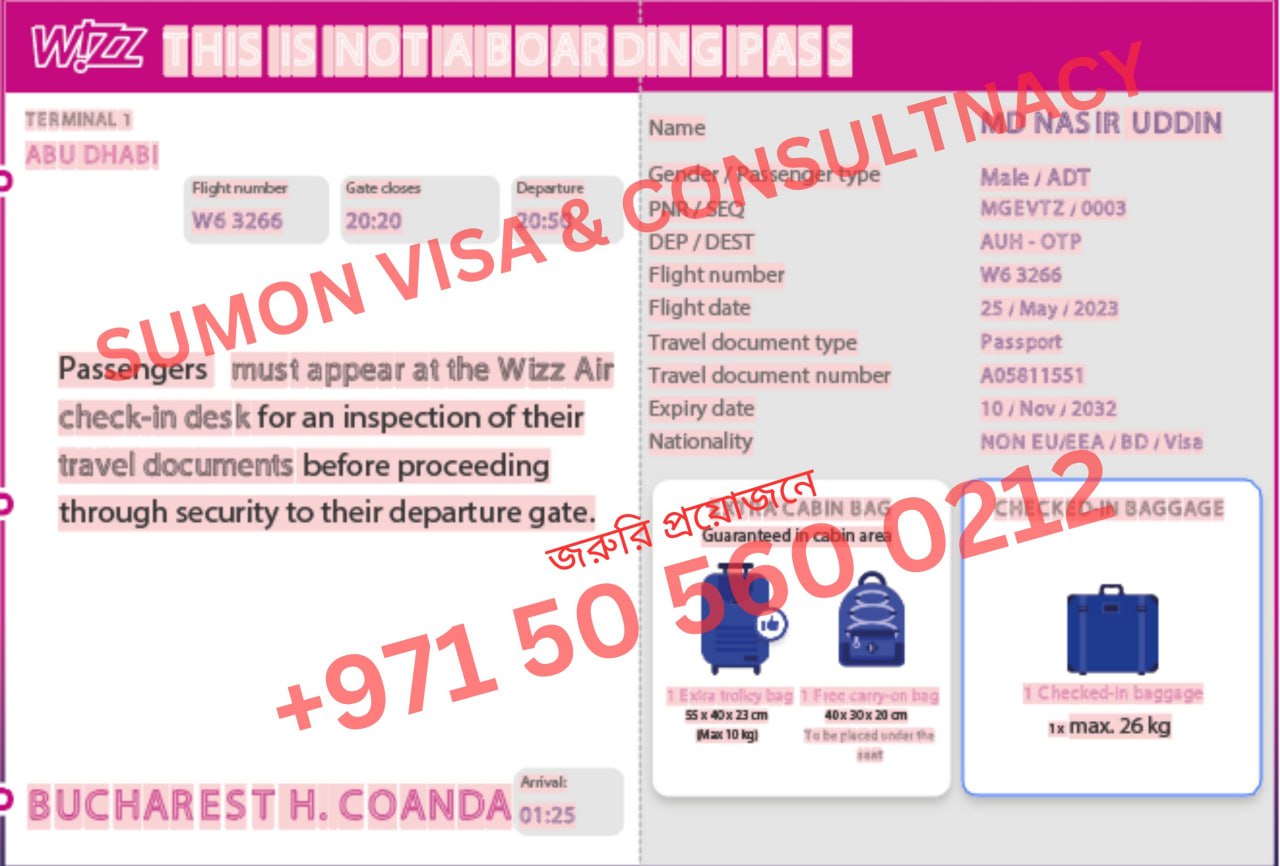 WIZZ THIS IS NOT A BOARDING PASS
TERMINAL 1
ABU DHABI
Flight number
W6 3266
Gate closes
20:20
Departure
20:50
Passengers must appear at the Wizz Air
check-in desk for an inspection of their
travel documents before proceeding
through security to their departure gate.
BUCHAREST H. COANDA
Arrival:
01:25
Name MD NASIR UDDIN
Gender / Passenger type Male / ADT
PNR / SEQ MGEVTZ / 0003
DEP / DEST AUH - OTP
Flight number W6 3266
Flight date 25 / May / 2023
Travel document type Passport
Travel document number A05811551
Expiry date 10 / Nov / 2032
Nationality NON EU/EEA / BD / Visa
CABIN BAG
Guaranteed in cabin area
1 Extra trolley bag
55 x 40 x 23 cm
(Max 10 kg)
1 Free carry-on bag
40 x 30 x 20 cm
To be placed under the
seat
CHECKED-IN BAGGAGE
1 Checked-in baggage
1x max. 26 kg
SUMON VISA & CONSULTNACY
জরুরি প্রয়োজনে
+971 50 560 0212